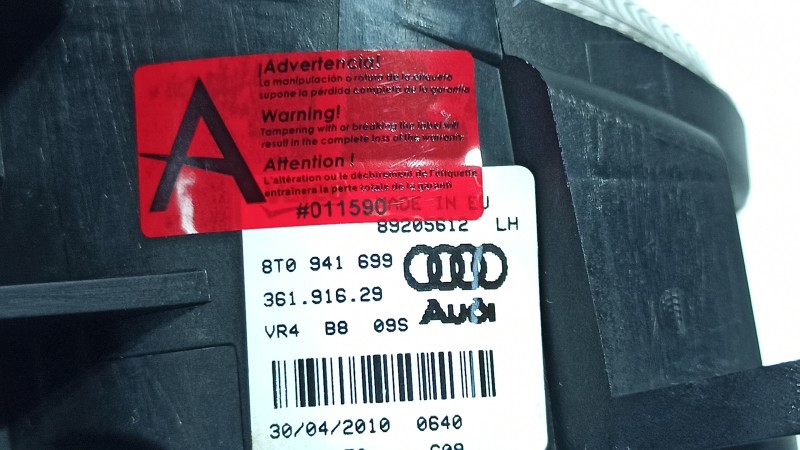 A
¡Advertencia!
La manipulación o rotura de la etiqueta
supone la pérdida completa de la garantía
Warning!
Tampering with or breaking the label will
result in the complete loss of the warranty
Attention !
L'altération ou le déchirement de l'étiquette
entraînera la perte totale de la garanti
#011590
MADE IN EU
89205612 LH
8T0 941 699
361.916.29
Audi
VR4 B8 09S
30/04/2010 0640